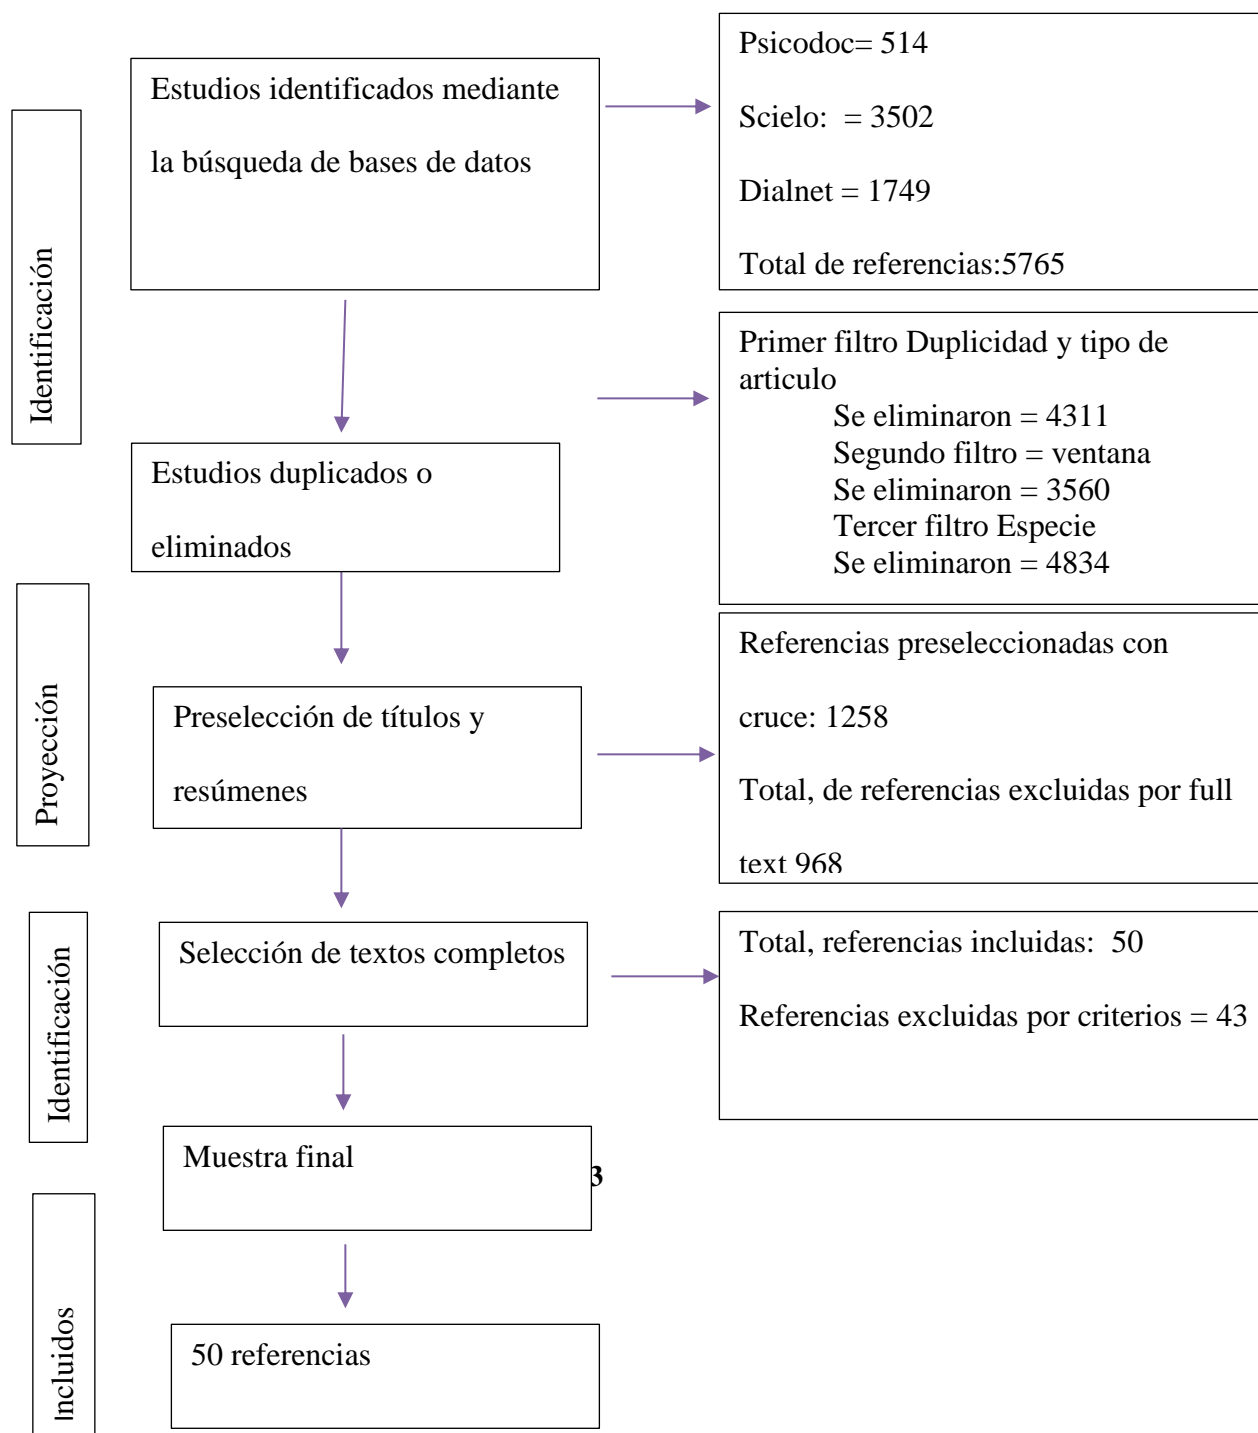 Identificación
Estudios identificados mediante
la búsqueda de bases de datos
Psicodoc= 514
Scielo:  = 3502
Dialnet = 1749
Total de referencias:5765
Estudios duplicados o
eliminados
Primer filtro Duplicidad y tipo de
articulo
Se eliminaron = 4311
Segundo filtro = ventana
Se eliminaron = 3560
Tercer filtro Especie
Se eliminaron = 4834
Proyección
Preselección de títulos y
resúmenes
Referencias preseleccionadas con
cruce: 1258
Total, de referencias excluidas por full
text 968
Identificación
Selección de textos completos
Total, referencias incluidas:  50
Referencias excluidas por criterios = 43
Muestra final
3
Incluidos
50 referencias